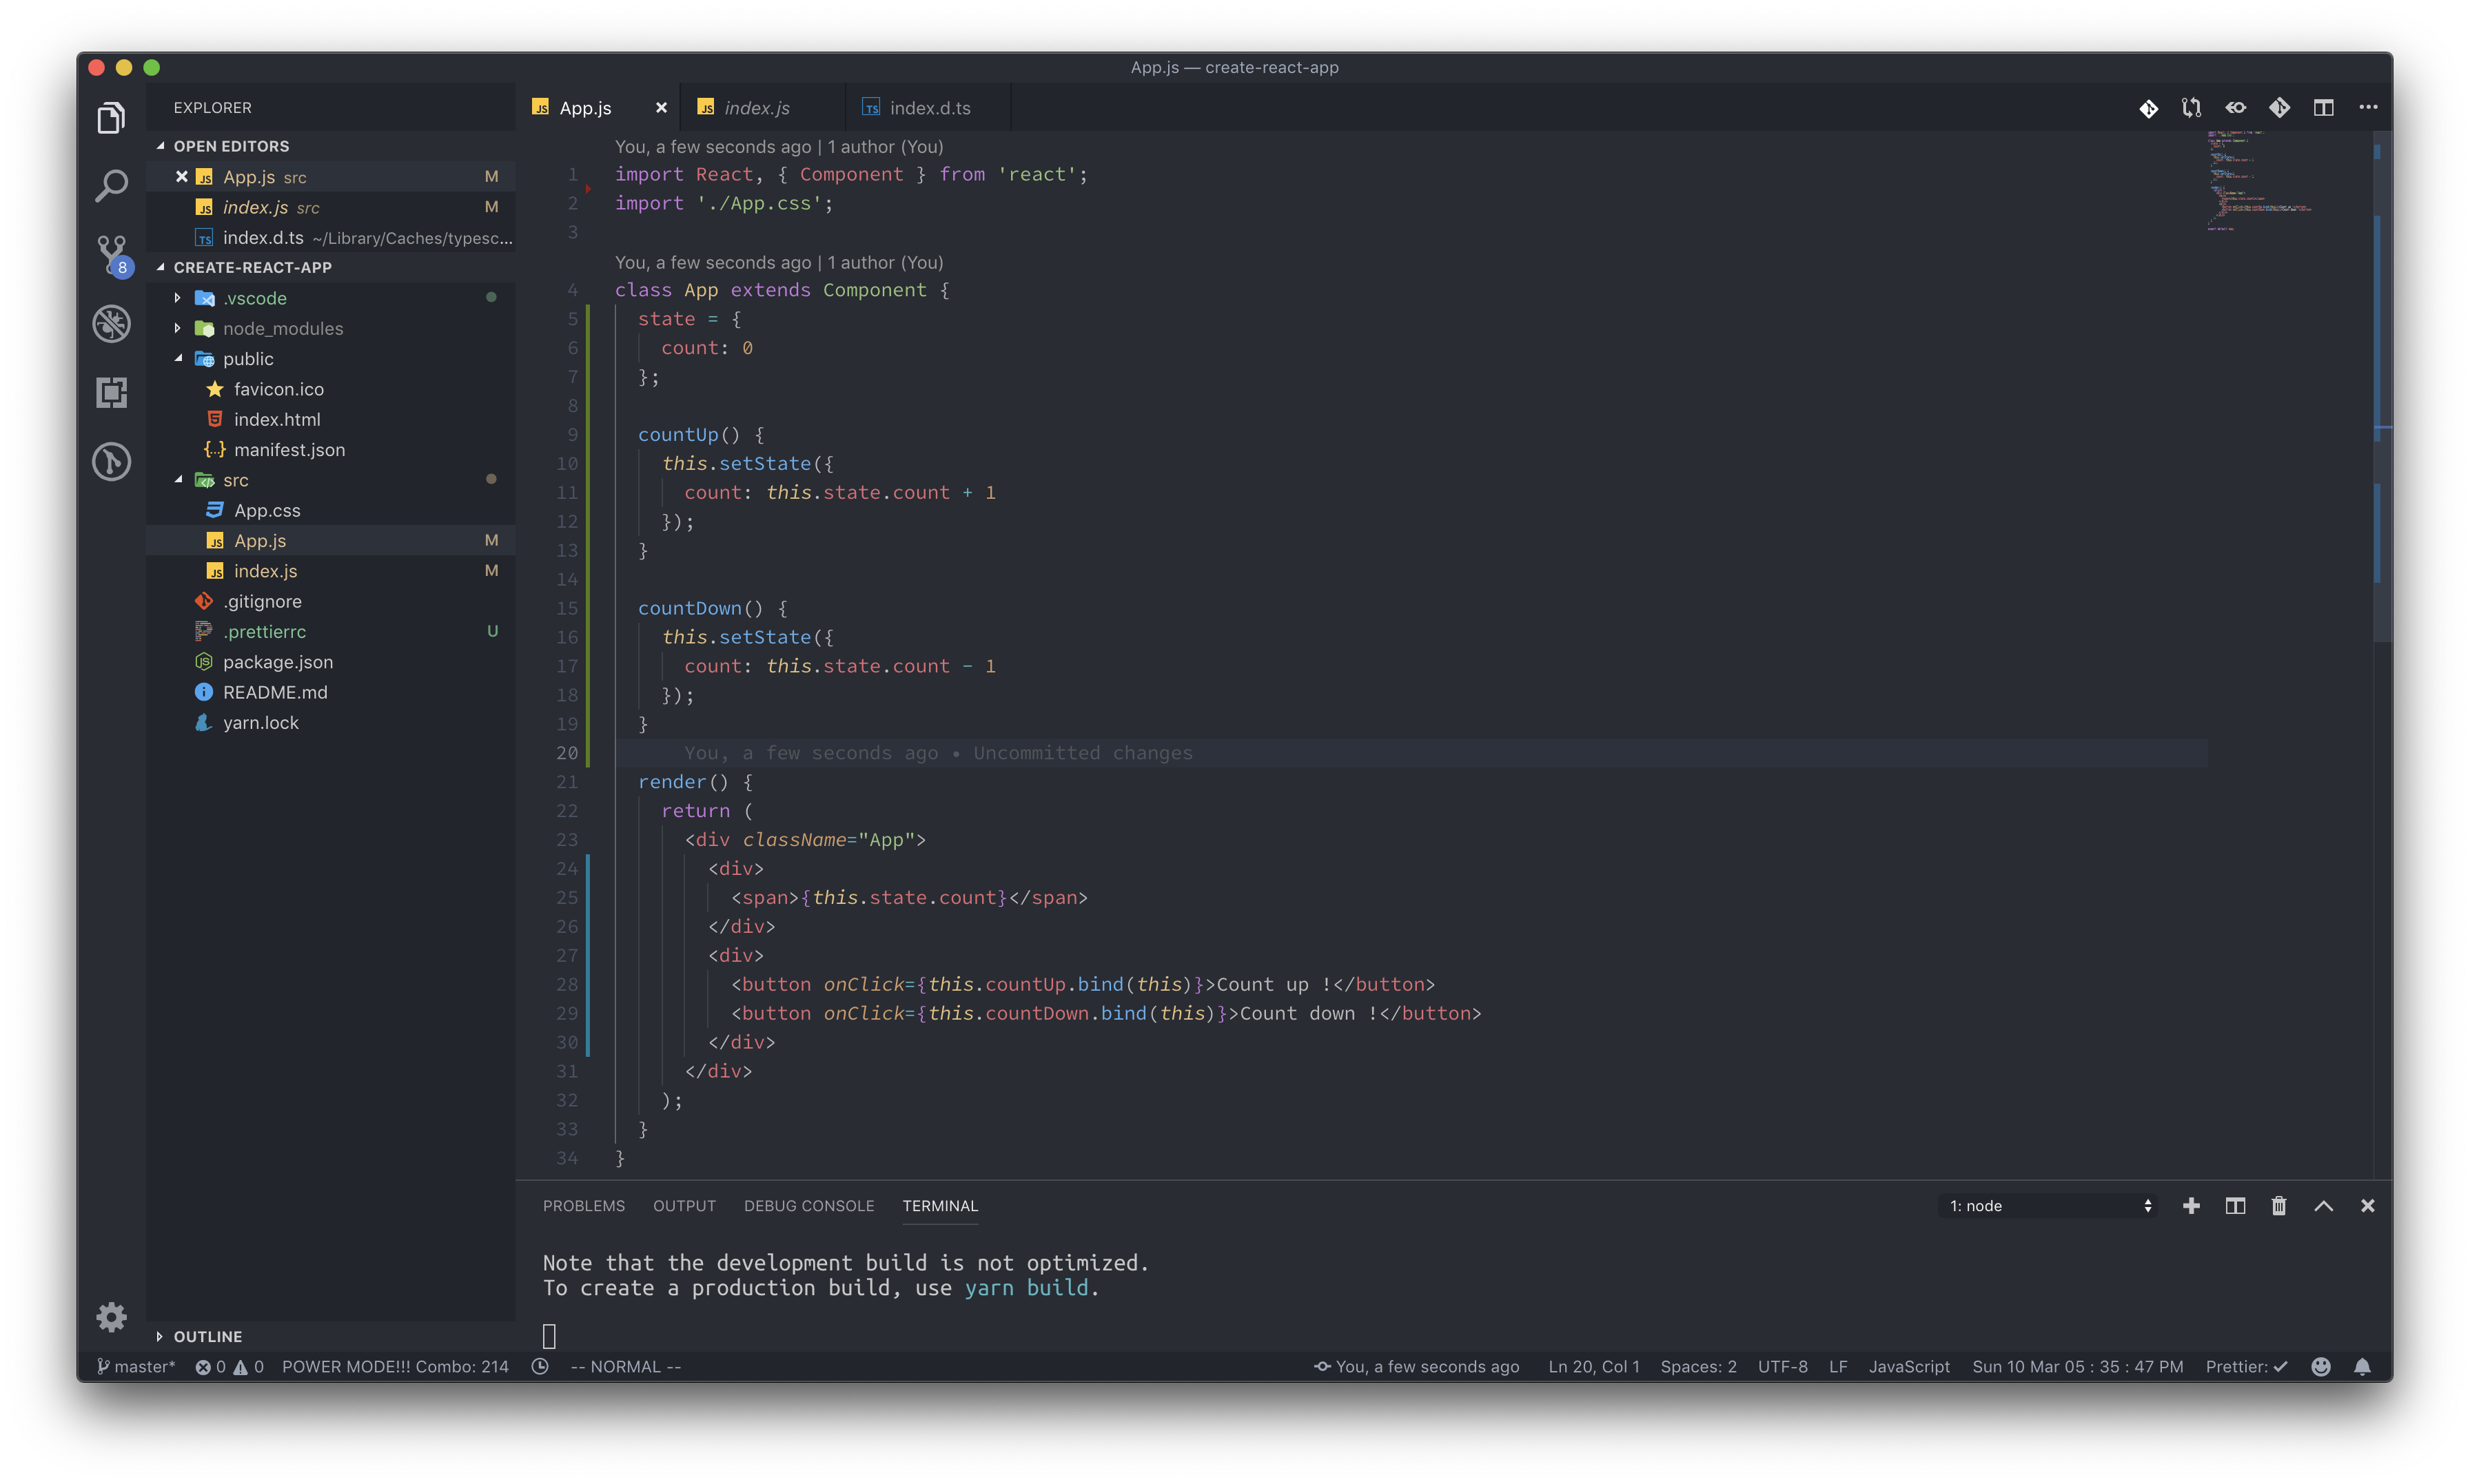 App.js — create-react-app
EXPLORER
OPEN EDITORS
App.js src M
index.js src M
index.d.ts ~/Library/Caches/typesc...
8
CREATE-REACT-APP
.vscode
node_modules
public
favicon.ico
index.html
manifest.json
src
App.css
App.js M
index.js M
.gitignore
.prettierrc U
package.json
README.md
yarn.lock
OUTLINE
App.js
index.js
index.d.ts
You, a few seconds ago | 1 author (You)
1 import React, { Component } from 'react';
2 import './App.css';
3
You, a few seconds ago | 1 author (You)
4 class App extends Component {
5 state = {
6 count: 0
7 };
8
9 countUp() {
10 this.setState({
11 count: this.state.count + 1
12 });
13 }
14
15 countDown() {
16 this.setState({
17 count: this.state.count - 1
18 });
19 }
20 You, a few seconds ago • Uncommitted changes
21 render() {
22 return (
23 <div className="App">
24 <div>
25 <span>{this.state.count}</span>
26 </div>
27 <div>
28 <button onClick={this.countUp.bind(this)}>Count up !</button>
29 <button onClick={this.countDown.bind(this)}>Count down !</button>
30 </div>
31 </div>
32 );
33 }
34 }
PROBLEMS OUTPUT DEBUG CONSOLE TERMINAL 1: node
Note that the development build is not optimized.
To create a production build, use yarn build.
master* 0 0 POWER MODE!!! Combo: 214 -- NORMAL -- You, a few seconds ago Ln 20, Col 1 Spaces: 2 UTF-8 LF JavaScript Sun 10 Mar 05 : 35 : 47 PM Prettier: ✓